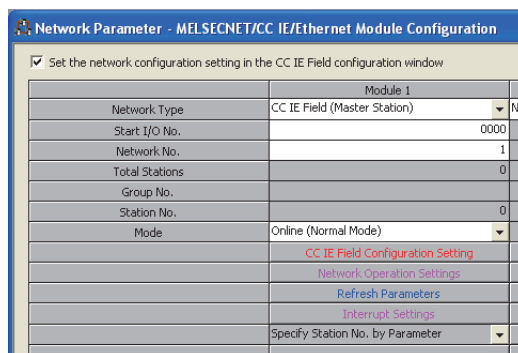 Network Parameter - MELSECNET/CC IE/Ethernet Module Configuration
Set the network configuration setting in the CC IE Field configuration window
Module 1
Network Type CC IE Field (Master Station) N
Start I/O No. 0000
Network No. 1
Total Stations 0
Group No.
Station No. 0
Mode Online (Normal Mode)
CC IE Field Configuration Setting
Network Operation Settings
Refresh Parameters
Interrupt Settings
Specify Station No. by Parameter